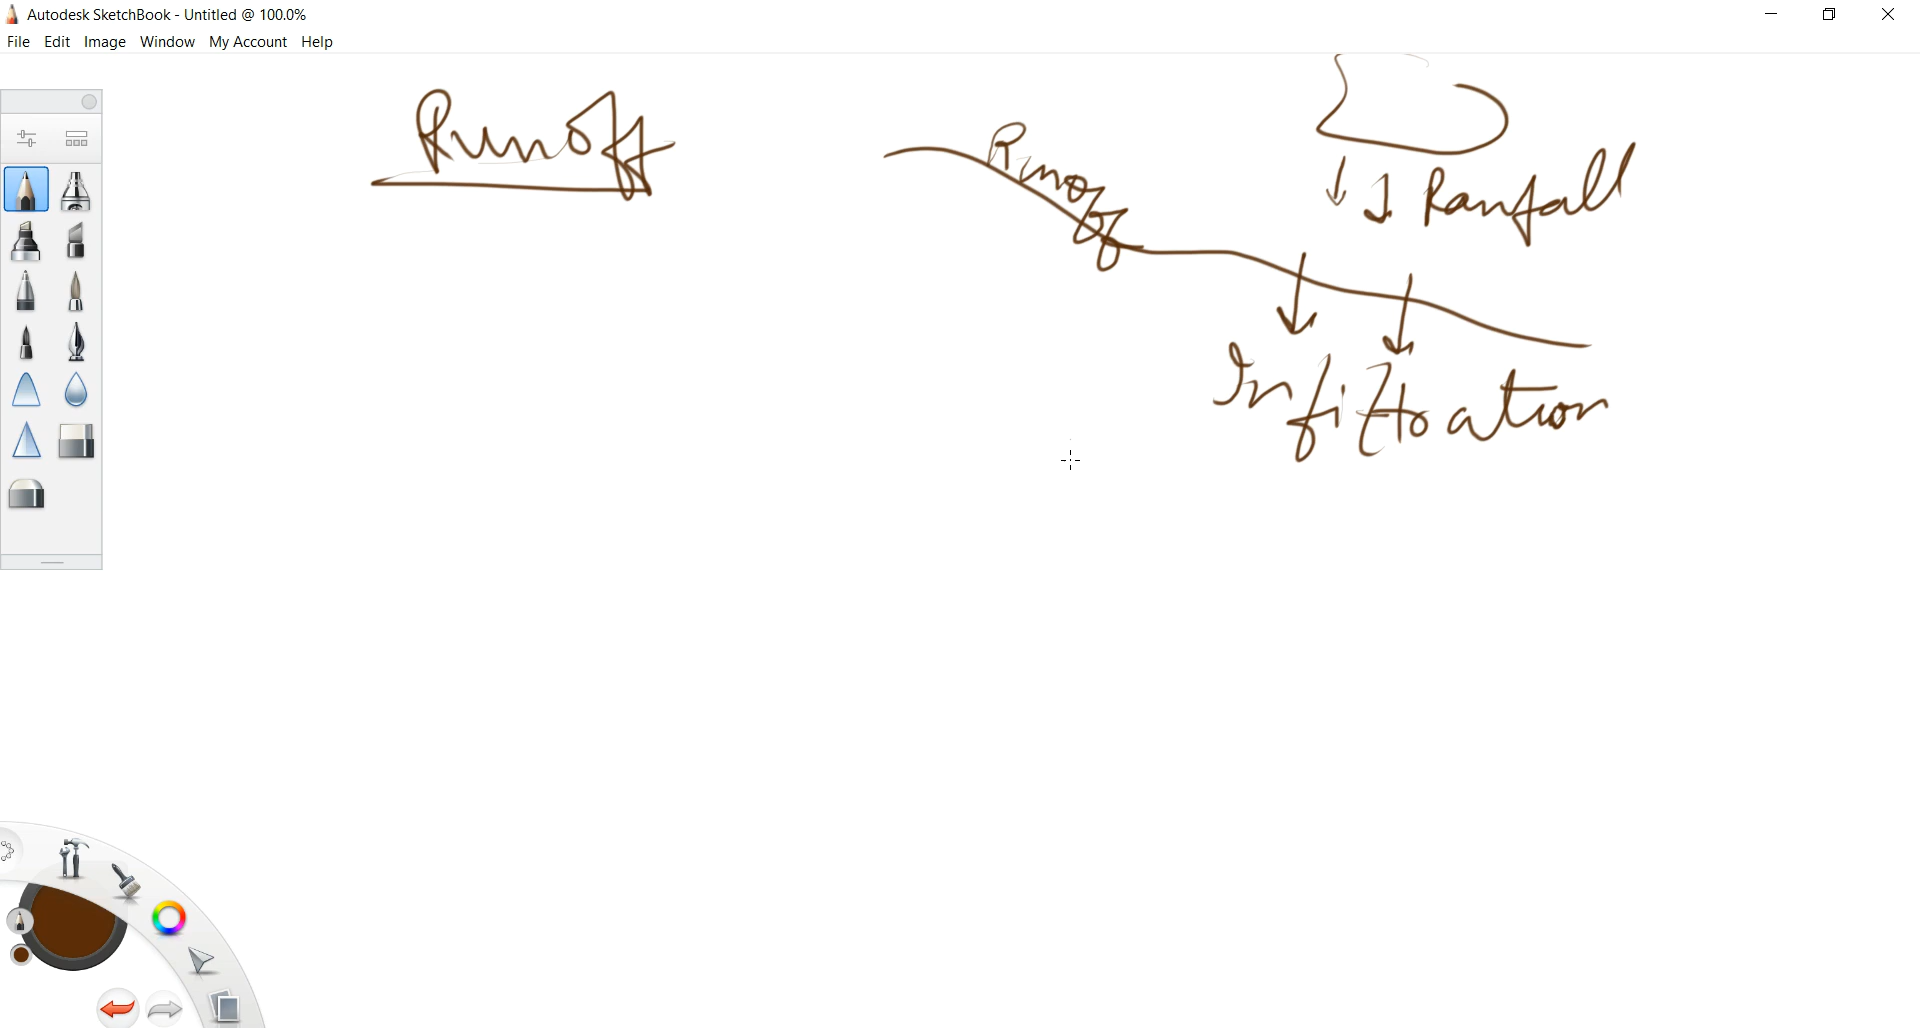 Autodesk SketchBook - Untitled @ 100.0%
File Edit Image Window My Account Help
Runoff
Runoff
Ranfall
Infiltration